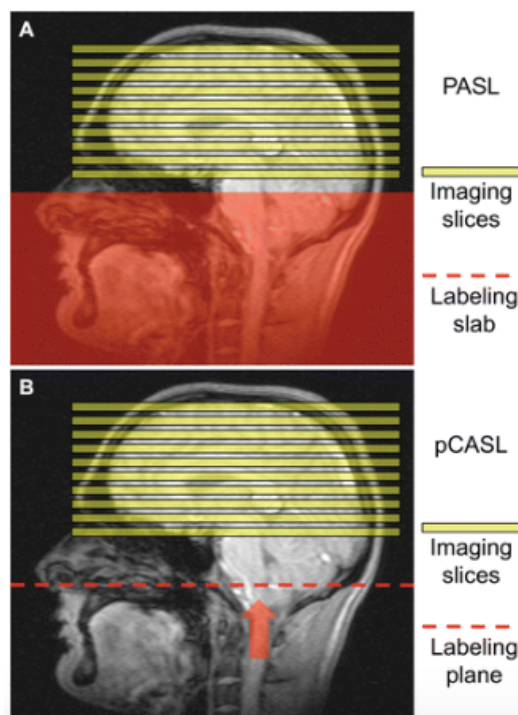 A
PASL
Imaging
slices
Labeling
slab
B
pCASL
Imaging
slices
Labeling
plane